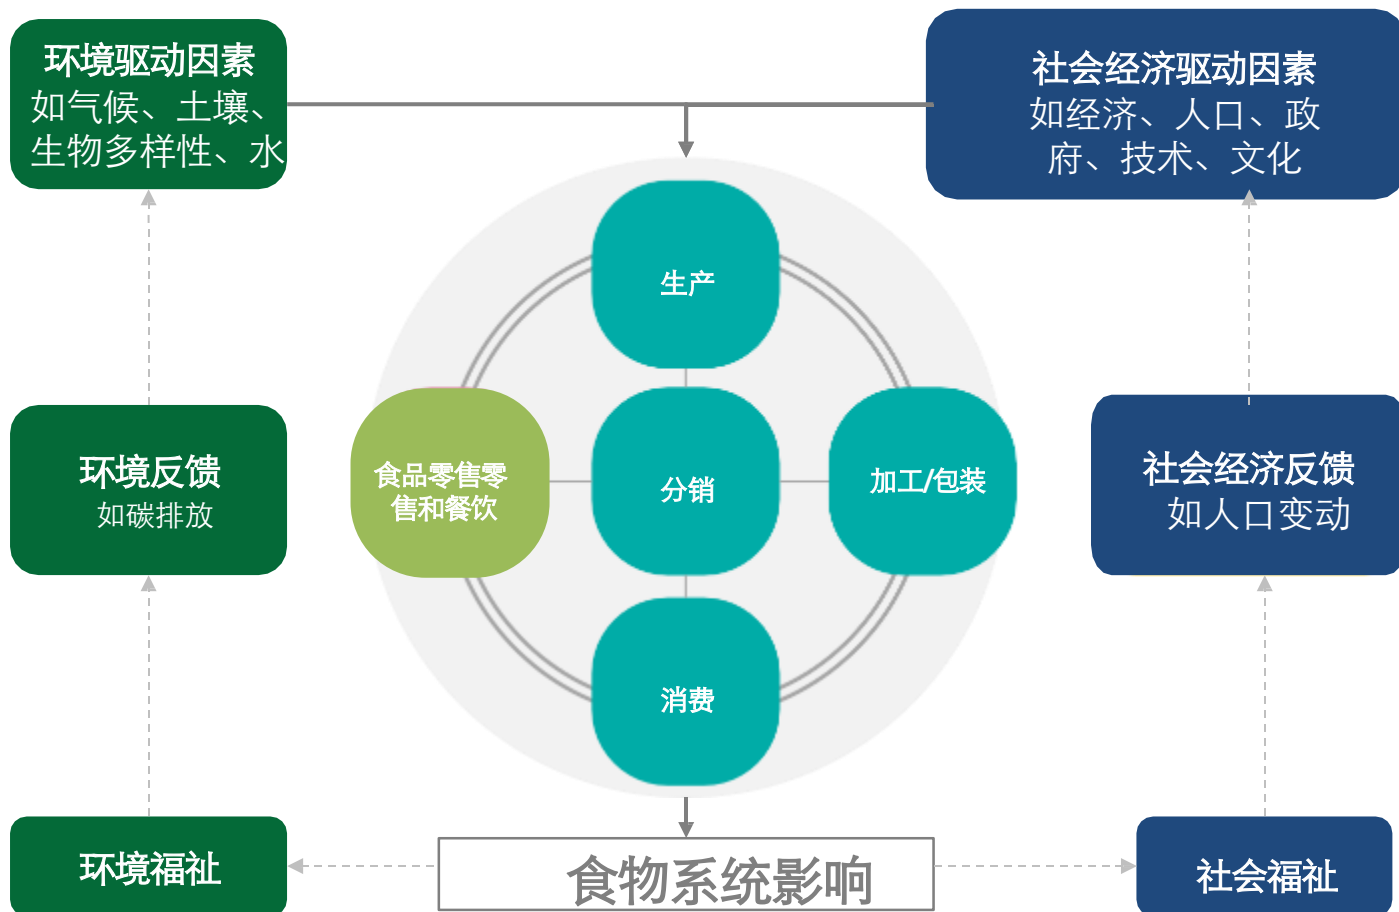 环境驱动因素
如气候、土壤、
生物多样性、水
社会经济驱动因素
如经济、人口、政
府、技术、文化
生产
食品零售零
售和餐饮
分销
加工/包装
环境反馈
如碳排放
社会经济反馈
如人口变动
消费
环境福祉
食物系统影响
社会福祉